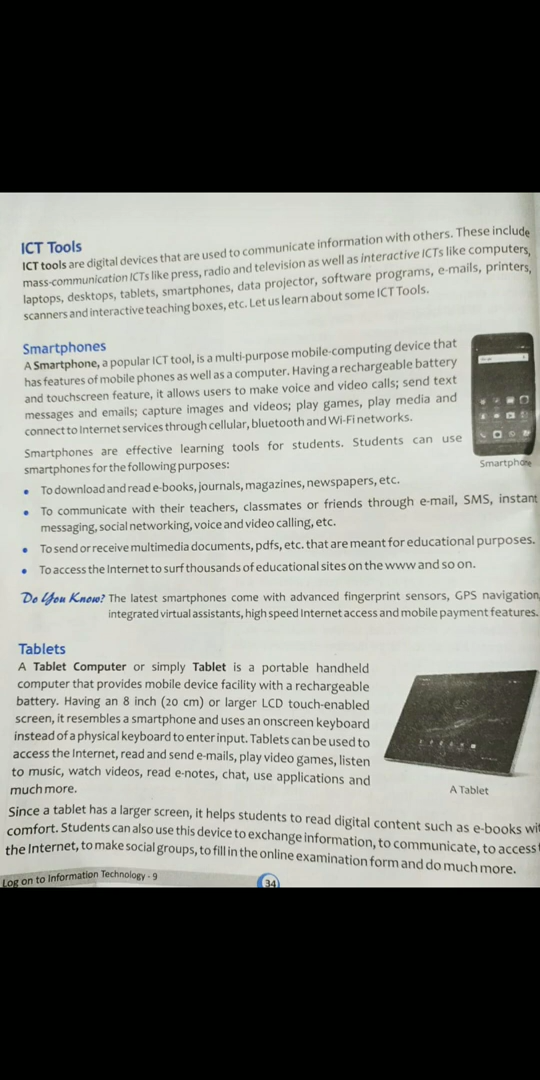 ICT Tools
ICT tools are digital devices that are used to communicate information with others. These include
mass-communication ICTs like press, radio and television as well as interactive ICTs like computers,
laptops, desktops, tablets, smartphones, data projector, software programs, e-mails, printers,
scanners and interactive teaching boxes, etc. Let us learn about some ICT Tools.
Smartphones
A Smartphone, a popular ICT tool, is a multi-purpose mobile-computing device that
has features of mobile phones as well as a computer. Having a rechargeable battery
and touchscreen feature, it allows users to make voice and video calls; send text
messages and emails; capture images and videos; play games, play media and
connect to Internet services through cellular, bluetooth and Wi-Fi networks.
Smartphone
Smartphones are effective learning tools for students. Students can use
smartphones for the following purposes:
• To download and read e-books, journals, magazines, newspapers, etc.
• To communicate with their teachers, classmates or friends through e-mail, SMS, instant
messaging, social networking, voice and video calling, etc.
• To send or receive multimedia documents, pdfs, etc. that are meant for educational purposes.
• To access the Internet to surf thousands of educational sites on the www and so on.
Do You Know? The latest smartphones come with advanced fingerprint sensors, GPS navigation,
integrated virtual assistants, high speed Internet access and mobile payment features.
Tablets
A Tablet Computer or simply Tablet is a portable handheld
computer that provides mobile device facility with a rechargeable
battery. Having an 8 inch (20 cm) or larger LCD touch-enabled
screen, it resembles a smartphone and uses an onscreen keyboard
instead of a physical keyboard to enter input. Tablets can be used to
access the Internet, read and send e-mails, play video games, listen
to music, watch videos, read e-notes, chat, use applications and
much more.
A Tablet
Since a tablet has a larger screen, it helps students to read digital content such as e-books wi
comfort. Students can also use this device to exchange information, to communicate, to access
the Internet, to make social groups, to fill in the online examination form and do much more.
Log on to Information Technology - 9
34